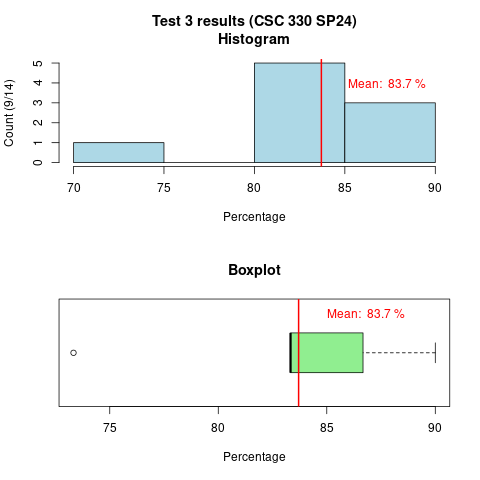 Test 3 results (CSC 330 SP24)
Histogram
Count (9/14)
5
4
3
2
1
0
Mean: 83.7 %
70 75 80 85 90
Percentage
Boxplot
Mean: 83.7 %
75 80 85 90
Percentage